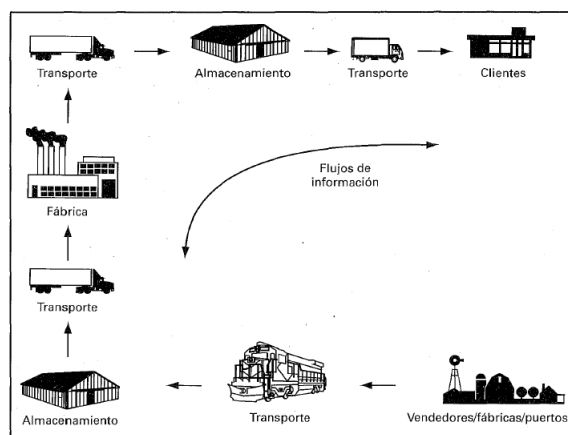 Transporte
Almacenamiento
Transporte
Clientes
Flujos de
información
Fábrica
Transporte
Almacenamiento
Transporte
Vendedores/fábricas/puertos